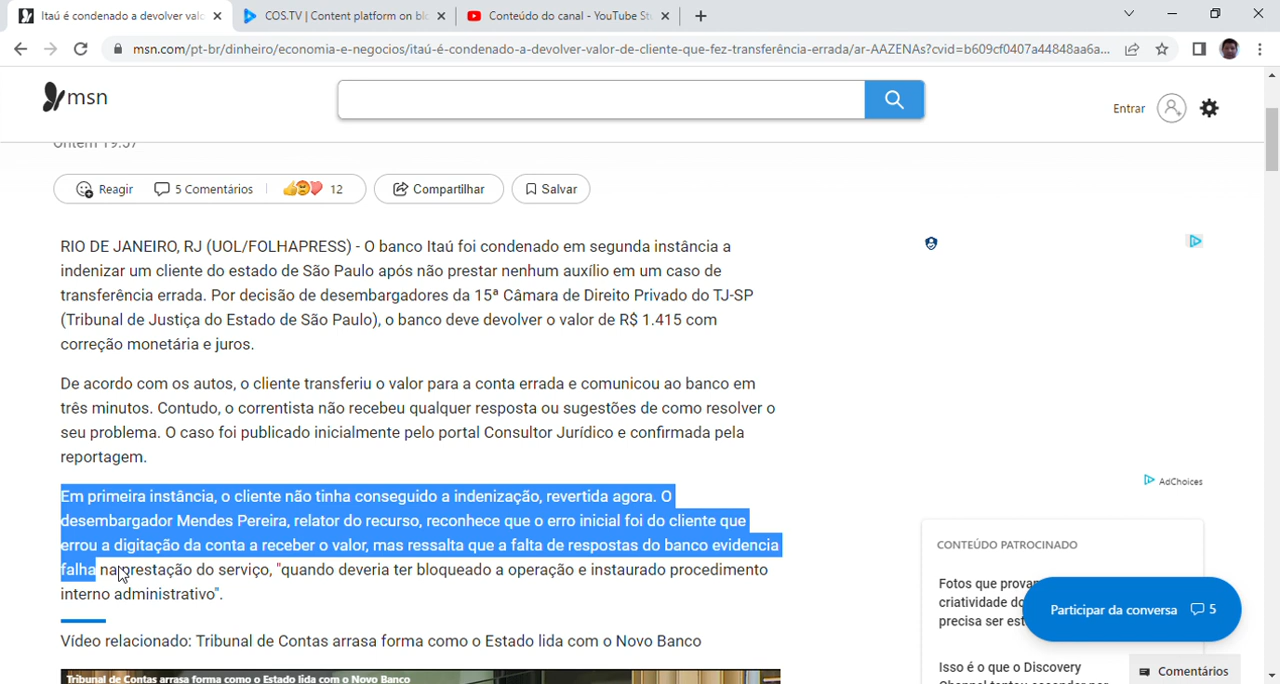 Itaú é condenado a devolver valo
COS.TV | Content platform on blo
Conteúdo do canal - YouTube St
msn.com/pt-br/dinheiro/economia-e-negocios/itaú-é-condenado-a-devolver-valor-de-cliente-que-fez-transferência-errada/ar-AAZENAs?cvid=b609cf0407a44848aa6a...
msn
Entrar
Ontem 19:37
Reagir
5 Comentários
12
Compartilhar
Salvar
RIO DE JANEIRO, RJ (UOL/FOLHAPRESS) - O banco Itaú foi condenado em segunda instância a
indenizar um cliente do estado de São Paulo após não prestar nenhum auxílio em um caso de
transferência errada. Por decisão de desembargadores da 15ª Câmara de Direito Privado do TJ-SP
(Tribunal de Justiça do Estado de São Paulo), o banco deve devolver o valor de R$ 1.415 com
correção monetária e juros.
De acordo com os autos, o cliente transferiu o valor para a conta errada e comunicou ao banco em
três minutos. Contudo, o correntista não recebeu qualquer resposta ou sugestões de como resolver o
seu problema. O caso foi publicado inicialmente pelo portal Consultor Jurídico e confirmada pela
reportagem.
Em primeira instância, o cliente não tinha conseguido a indenização, revertida agora. O
desembargador Mendes Pereira, relator do recurso, reconhece que o erro inicial foi do cliente que
errou a digitação da conta a receber o valor, mas ressalta que a falta de respostas do banco evidencia
falha na prestação do serviço, "quando deveria ter bloqueado a operação e instaurado procedimento
interno administrativo".
Vídeo relacionado: Tribunal de Contas arrasa forma como o Estado lida com o Novo Banco
Tribunal de Contas arrasa forma como o Estado lida com o Novo Banco
AdChoices
CONTEÚDO PATROCINADO
Fotos que prova
criatividade do
precisa ser es
Participar da conversa
5
Isso é o que o Discovery
Comentários